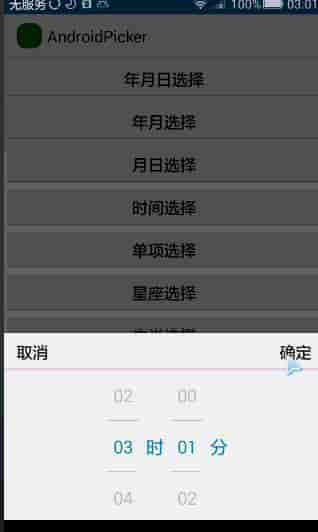 无服务 100% 03:01
AndroidPicker
年月日选择
年月选择
月日选择
时间选择
单项选择
星座选择
取消 确定
02 00
03 时 01 分
04 02